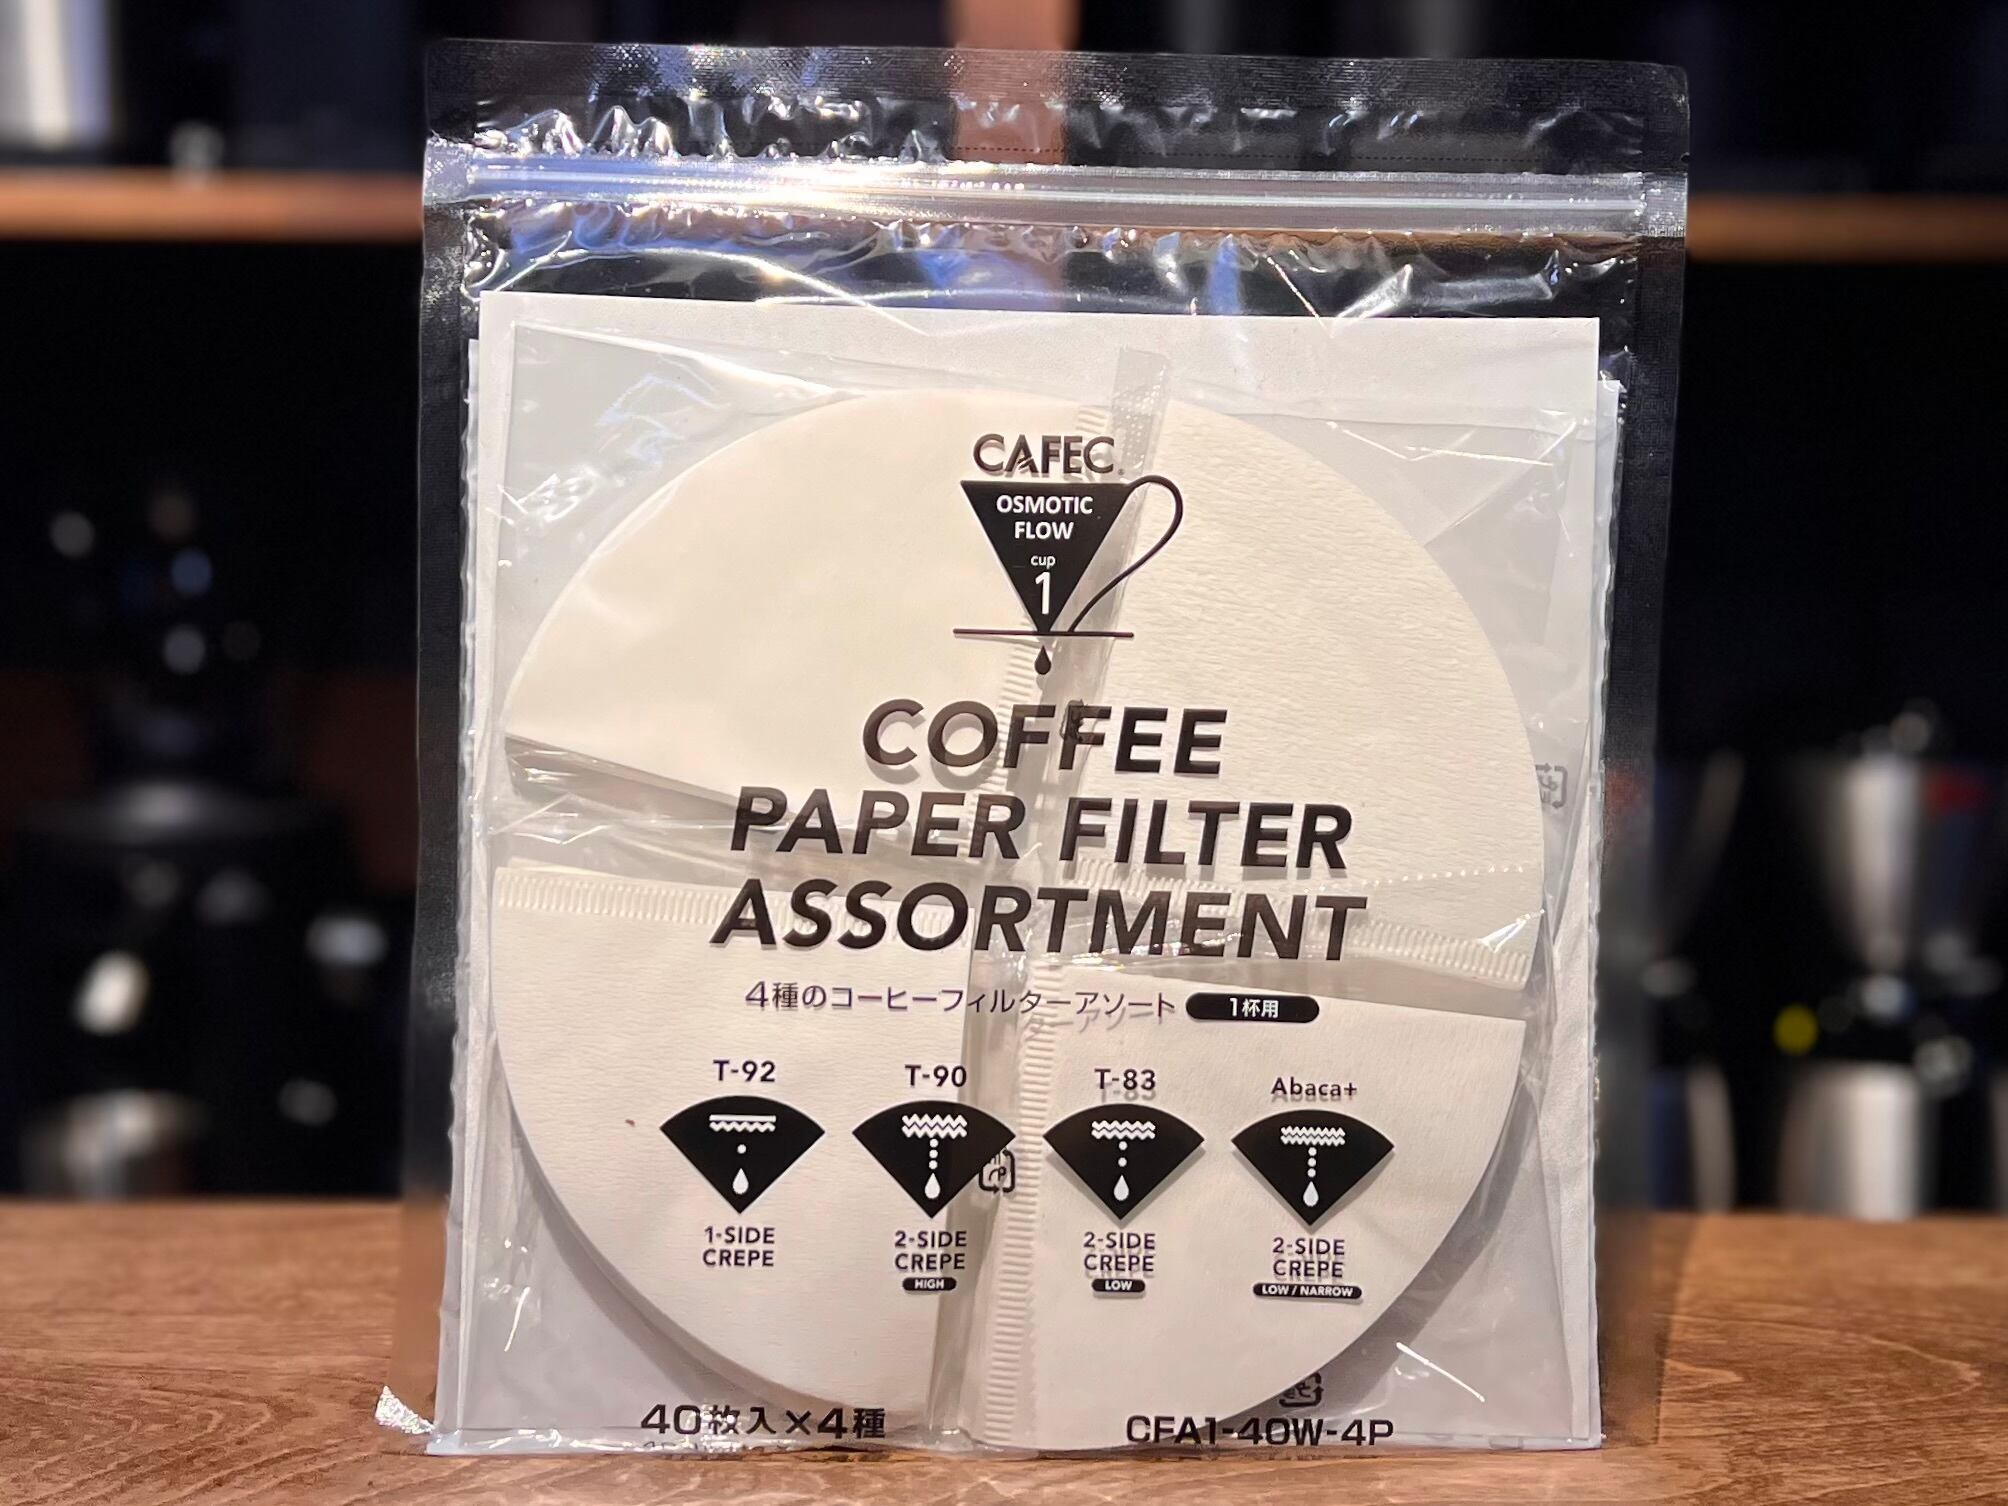 CAFEC®
OSMOTIC
FLOW
cup
1
COFFEE
PAPER FILTER
ASSORTMENT
4種のコーヒーフィルターアソート 1杯用
T-92 T-90 T-83 Abaca+
1-SIDE CREPE
2-SIDE CREPE
HIGH
2-SIDE CREPE
LOW
2-SIDE CREPE
LOW / NARROW
40枚入×4種 CFA1-40W-4P